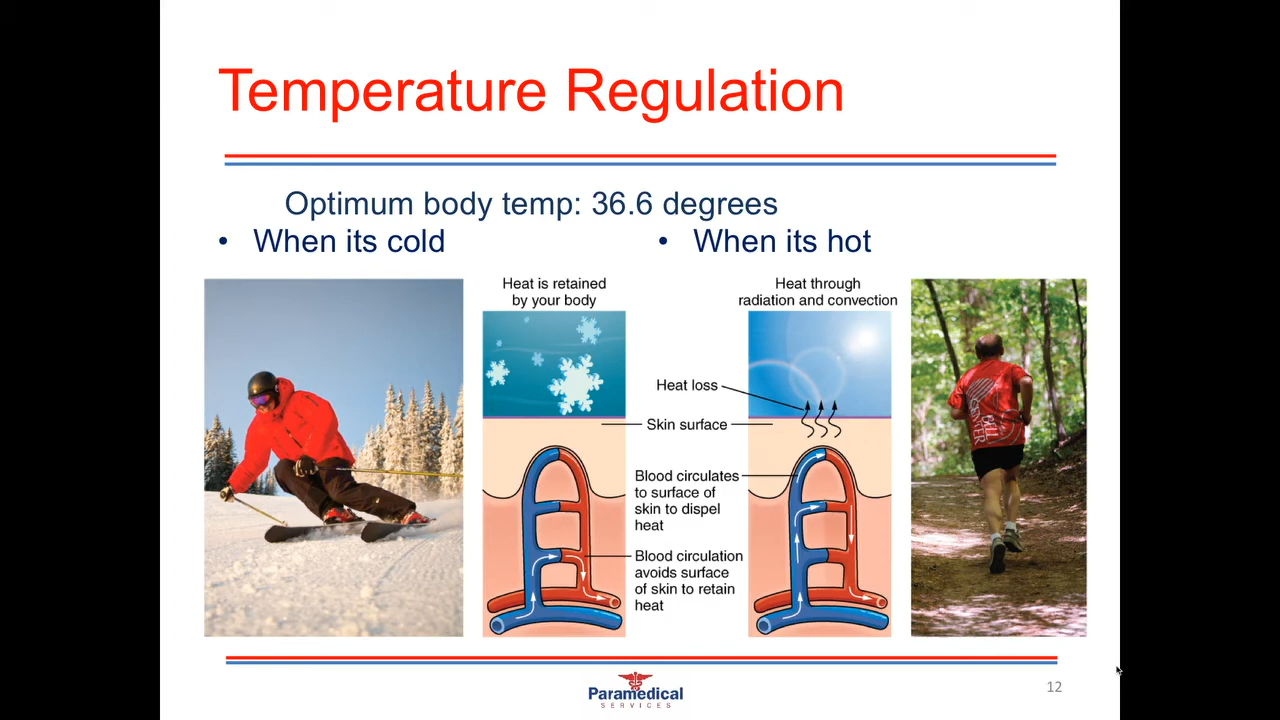 Temperature Regulation
Optimum body temp: 36.6 degrees
• When its cold
• When its hot
Heat is retained
by your body
Heat through
radiation and convection
Heat loss
Skin surface
Blood circulates
to surface of
skin to dispel
heat
Blood circulation
avoids surface
of skin to retain
heat
Paramedical
SERVICES
12